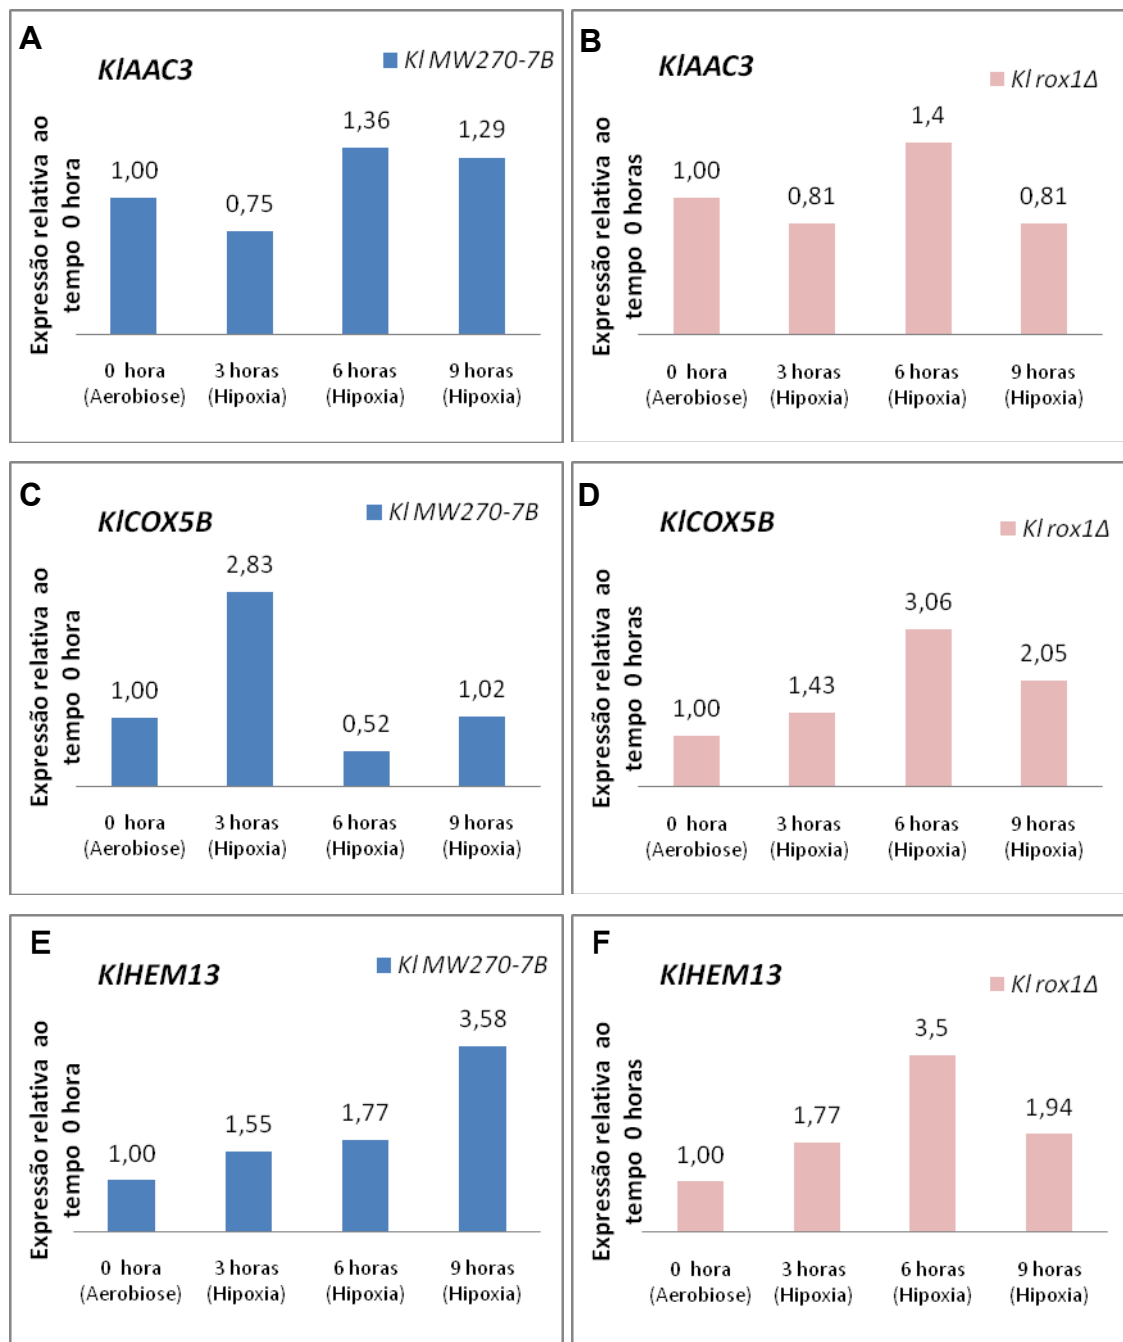 A
KlAAC3
Kl MW270-7B
Expressão relativa ao
tempo 0 hora
1,00
0,75
1,36
1,29
0 hora
(Aerobiose)
3 horas
(Hipoxia)
6 horas
(Hipoxia)
9 horas
(Hipoxia)
B
KlAAC3
Kl rox1Δ
Expressão relativa ao
tempo 0 horas
1,00
0,81
1,4
0,81
0 hora
(Aerobiose)
3 horas
(Hipoxia)
6 horas
(Hipoxia)
9 horas
(Hipoxia)
C
KlCOX5B
Kl MW270-7B
Expressão relativa ao
tempo 0 hora
1,00
2,83
0,52
1,02
0 hora
(Aerobiose)
3 horas
(Hipoxia)
6 horas
(Hipoxia)
9 horas
(Hipoxia)
D
KlCOX5B
Kl rox1Δ
Expressão relativa ao
tempo 0 horas
1,00
1,43
3,06
2,05
0 hora
(Aerobiose)
3 horas
(Hipoxia)
6 horas
(Hipoxia)
9 horas
(Hipoxia)
E
KlHEM13
Kl MW270-7B
Expressão relativa ao
tempo 0 hora
1,00
1,55
1,77
3,58
0 hora
(Aerobiose)
3 horas
(Hipoxia)
6 horas
(Hipoxia)
9 horas
(Hipoxia)
F
KlHEM13
Kl rox1Δ
Expressão relativa ao
tempo 0 horas
1,00
1,77
3,5
1,94
0 hora
(Aerobiose)
3 horas
(Hipoxia)
6 horas
(Hipoxia)
9 horas
(Hipoxia)